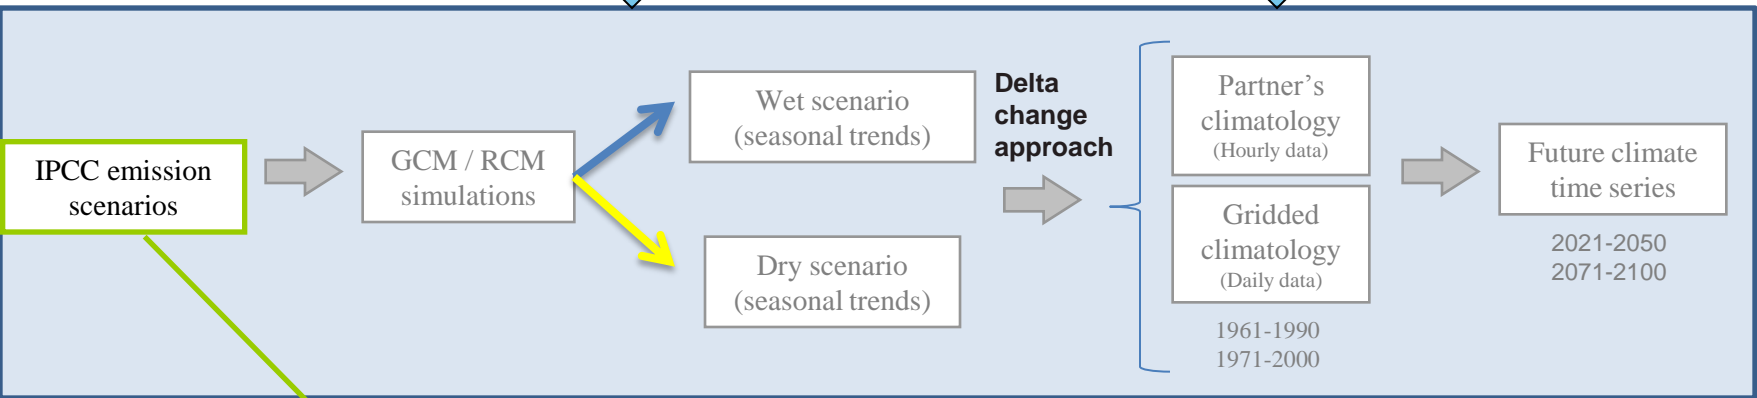 IPCC emission
scenarios
GCM / RCM
simulations
Wet scenario
(seasonal trends)
Dry scenario
(seasonal trends)
Delta
change
approach
Partner’s
climatology
(Hourly data)
Gridded
climatology
(Daily data)
1961-1990
1971-2000
Future climate
time series
2021-2050
2071-2100